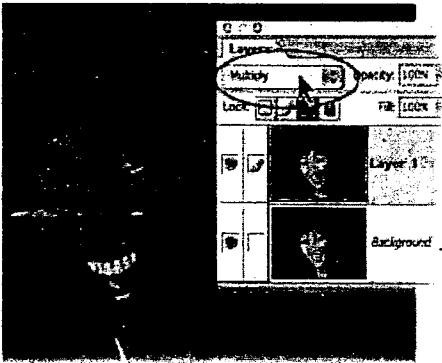 Layers
Multiply Opacity: 100%
Lock: Fill: 100%
Layer 1
Background